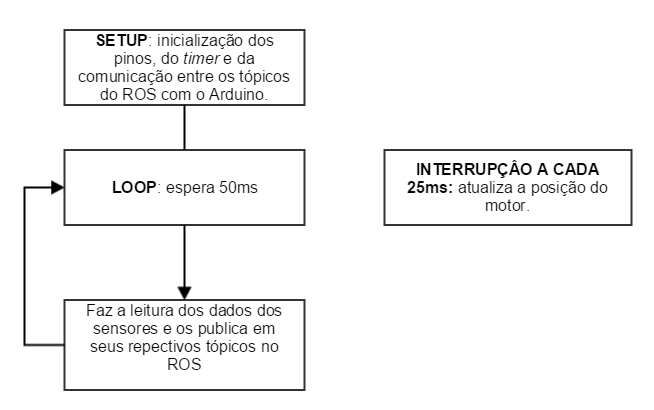 SETUP: inicialização dos
pinos, do timer e da
comunicação entre os tópicos
do ROS com o Arduino.
LOOP: espera 50ms
INTERRUPÇÂO A CADA
25ms: atualiza a posição do
motor.
Faz a leitura dos dados dos
sensores e os publica em
seus repectivos tópicos no
ROS